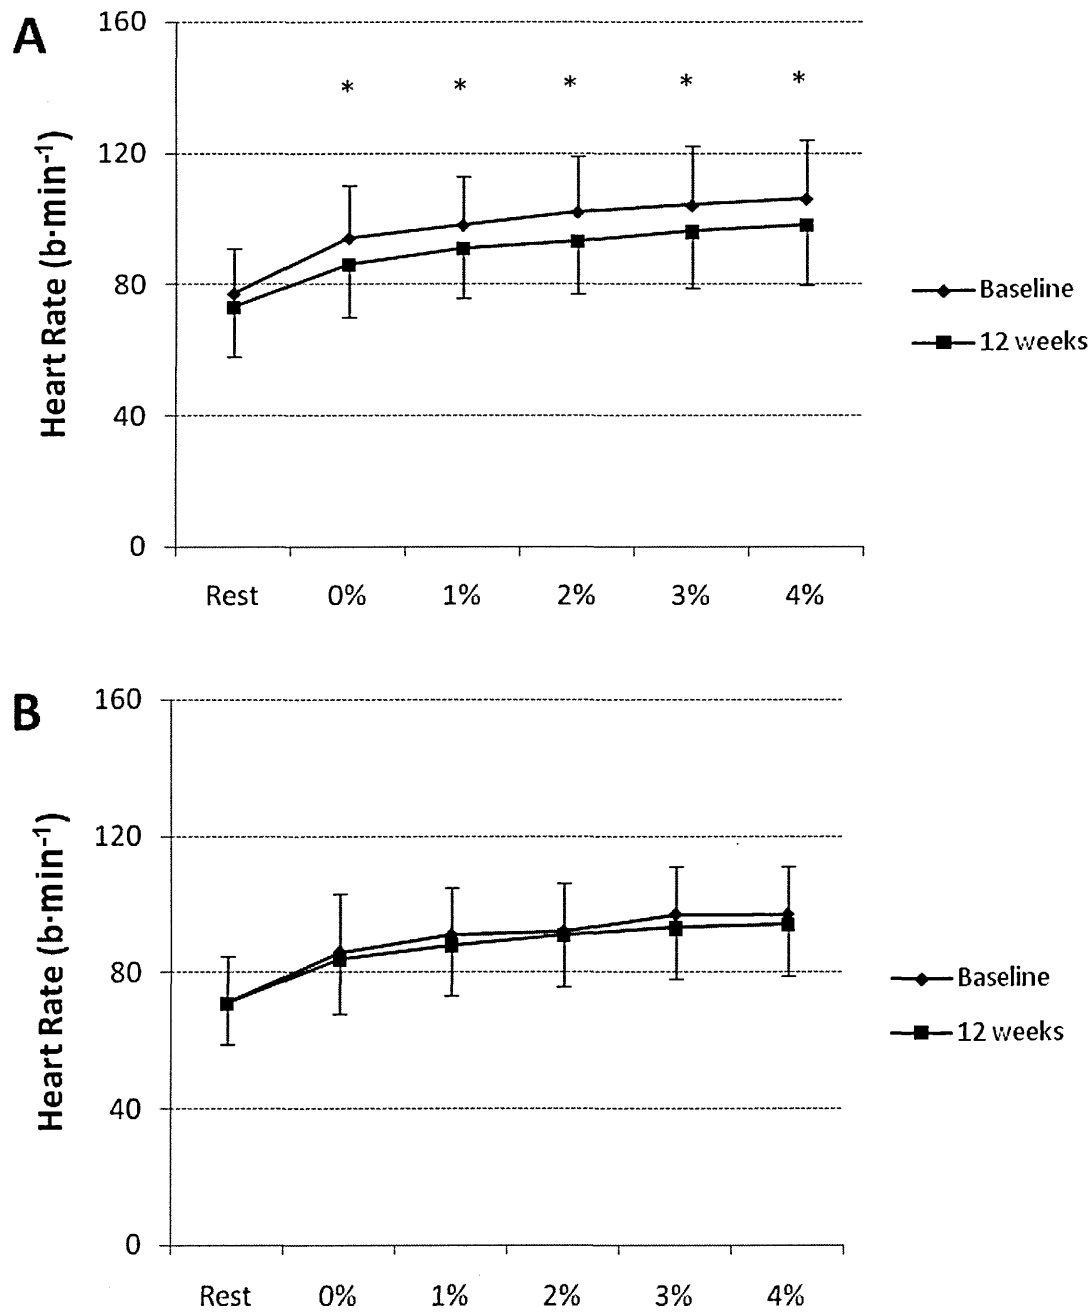 A
160
* * * * *
120
80
40
0
Heart Rate (b·min-1)
Rest 0% 1% 2% 3% 4%
Baseline
12 weeks
B
160
120
80
40
0
Heart Rate (b·min-1)
Rest 0% 1% 2% 3% 4%
Baseline
12 weeks